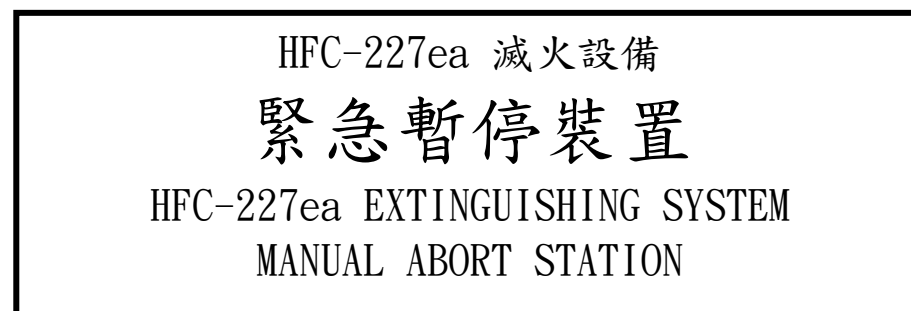 HFC-227ea 滅火設備
緊急暫停裝置
HFC-227ea EXTINGUISHING SYSTEM
MANUAL ABORT STATION